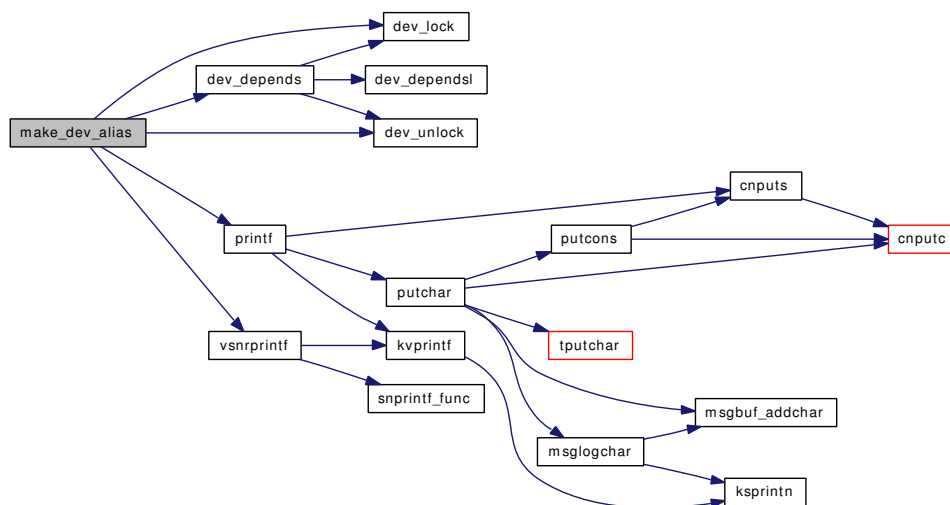 dev_lock
dev_depends
dev_dependsl
make_dev_alias
dev_unlock
cnputs
printf
putcons
cnputc
putchar
vsnrprintf
kvprintf
tputchar
snprintf_func
msgbuf_addchar
msglogchar
ksprintn